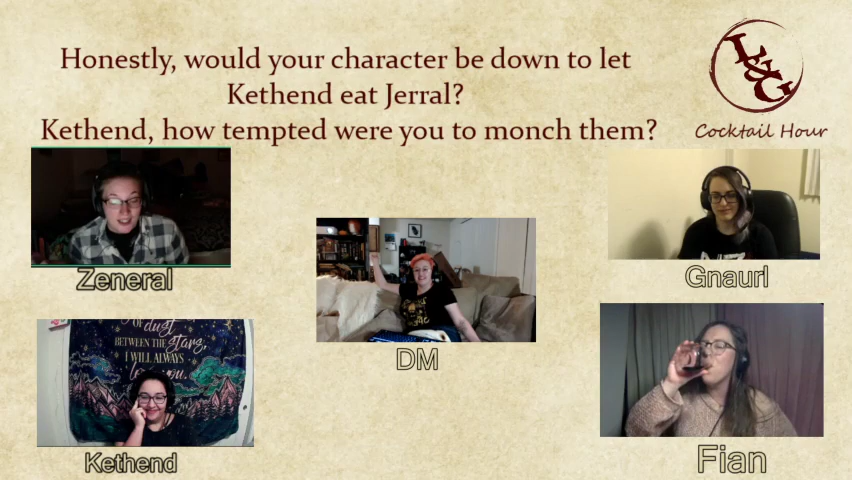 Honestly, would your character be down to let
Kethend eat Jerral?
Kethend, how tempted were you to monch them?
L&G
Cocktail Hour
Zeneral
Gnaurl
DM
OF dust
BETWEEN THE stars,
I WILL ALWAYS
you.
Kethend
Fian